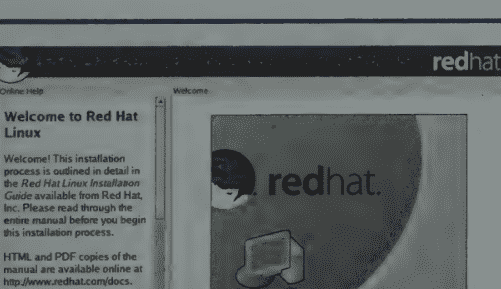 redhat
Online Help
Welcome
Welcome to Red Hat
Linux
Welcome! This installation
process is outlined in detail in
the Red Hat Linux Installation
Guide available from Red Hat,
Inc. Please read through the
entire manual before you begin
this installation process.
HTML and PDF copies of the
manual are available online at
http://www.redhat.com/docs.
redhat.